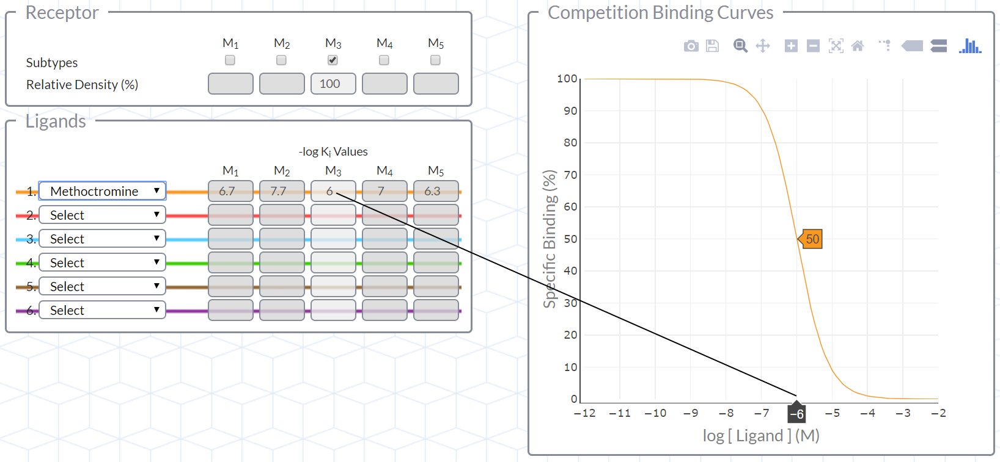 Receptor
M1 M2 M3 M4 M5
Subtypes
Relative Density (%) 100
Ligands
-log Ki Values
M1 M2 M3 M4 M5
1. Methoctromine 6.7 7.7 6 7 6.3
2. Select
3. Select
4. Select
5. Select
6. Select
Competition Binding Curves
100
90
80
70
60
50
40
30
20
10
0
Specific Binding (%)
50
−12 −11 −10 −9 −8 −7 −6 −5 −4 −3 −2
log [ Ligand ] (M)